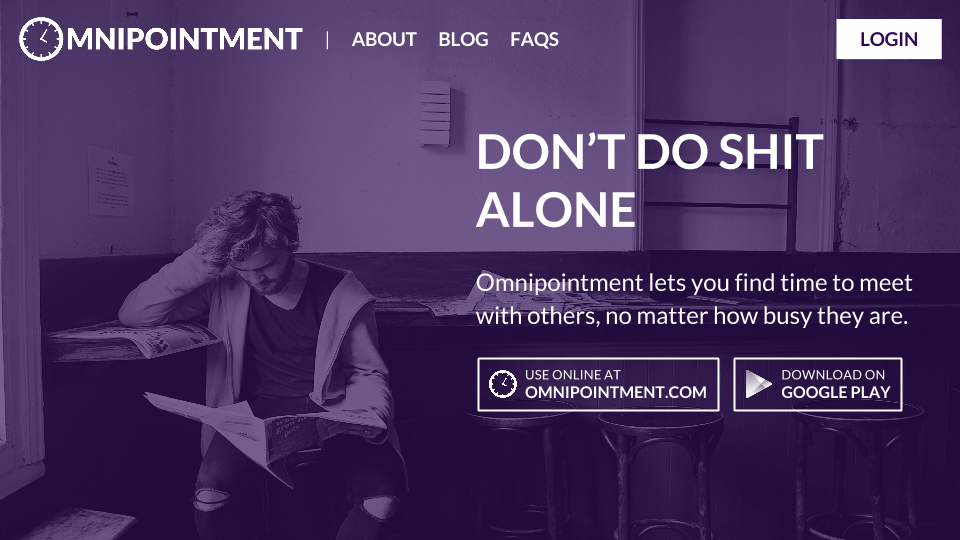 OMNIPOINTMENT | ABOUT BLOG FAQS LOGIN
DON’T DO SHIT
ALONE
Omnipointment lets you find time to meet
with others, no matter how busy they are.
USE ONLINE AT
OMNIPOINTMENT.COM
DOWNLOAD ON
GOOGLE PLAY